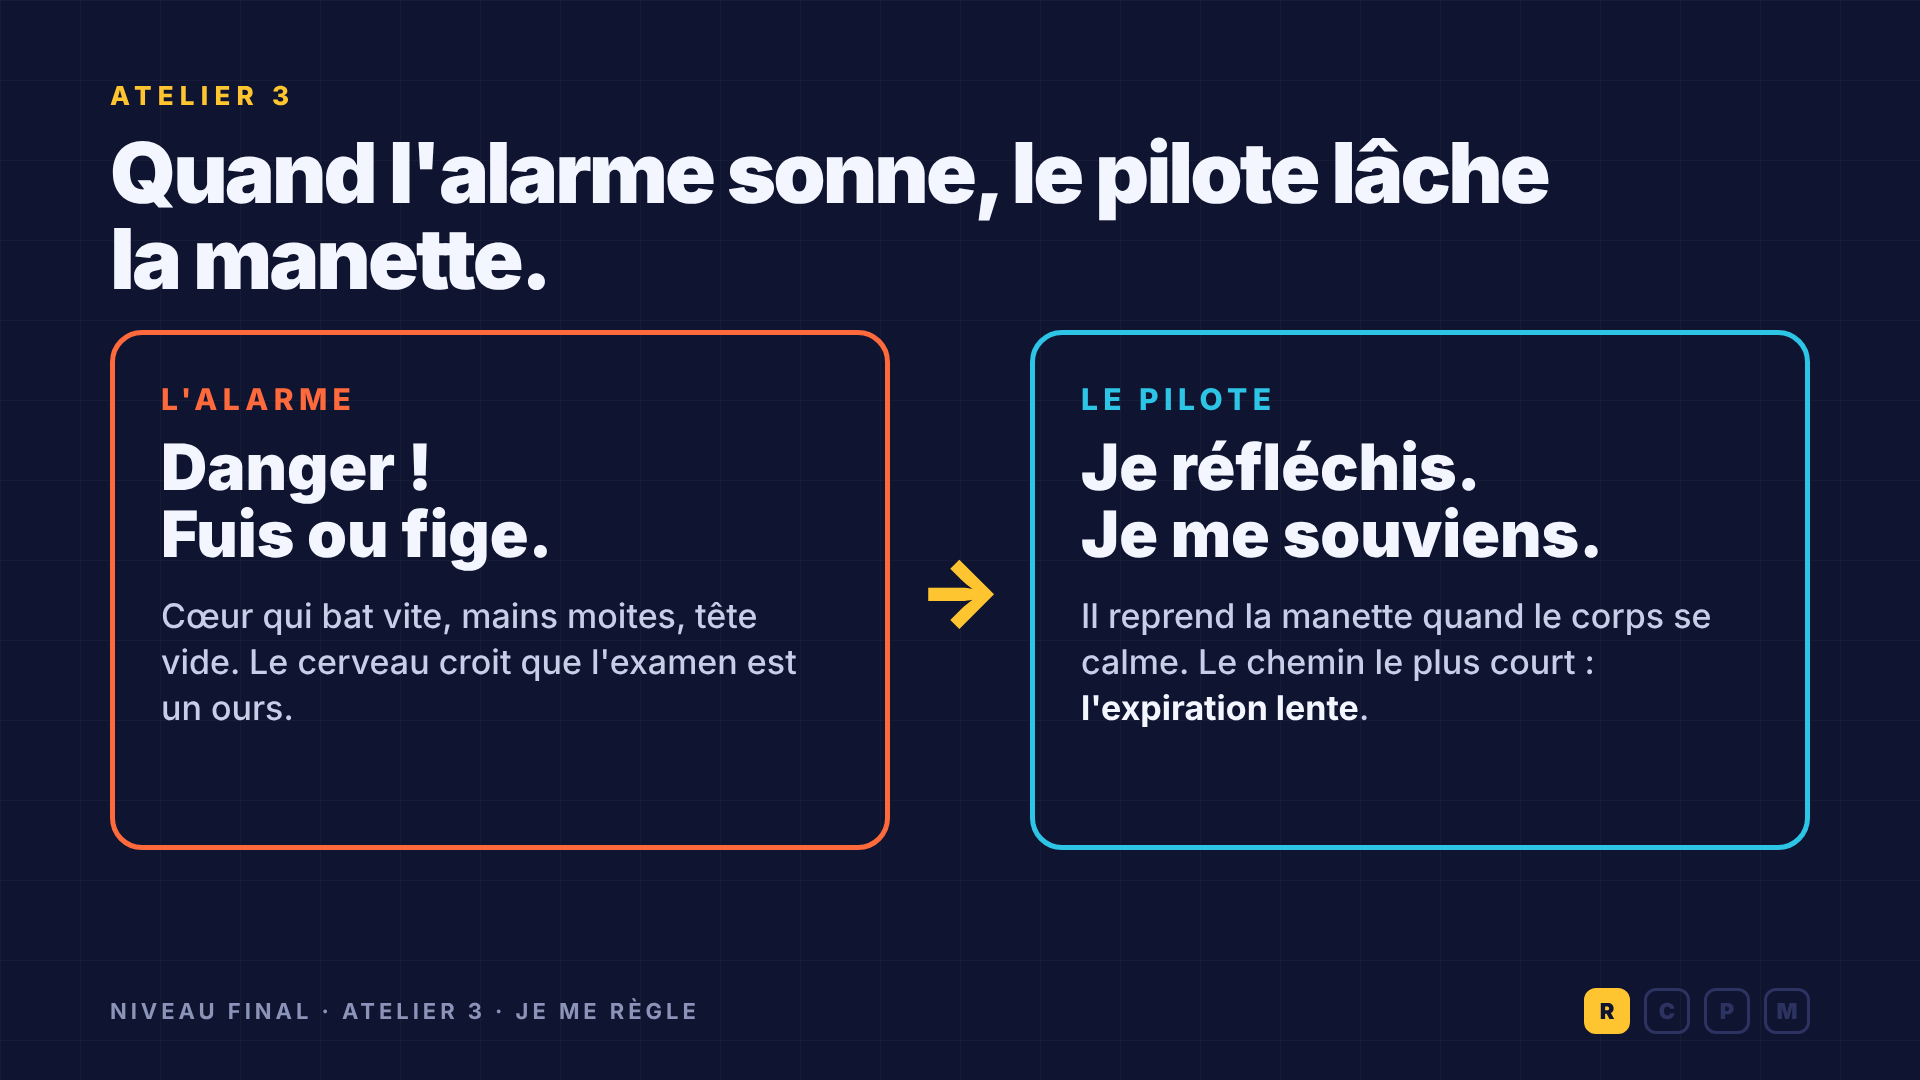 ATELIER 3
Quand l'alarme sonne, le pilote lâche
la manette.
L'ALARME
Danger !
Fuis ou fige.
Cœur qui bat vite, mains moites, tête
vide. Le cerveau croit que l'examen est
un ours.
→
LE PILOTE
Je réfléchis.
Je me souviens.
Il reprend la manette quand le corps se
calme. Le chemin le plus court :
l'expiration lente.
NIVEAU FINAL · ATELIER 3 · JE ME RÈGLE
R C P M